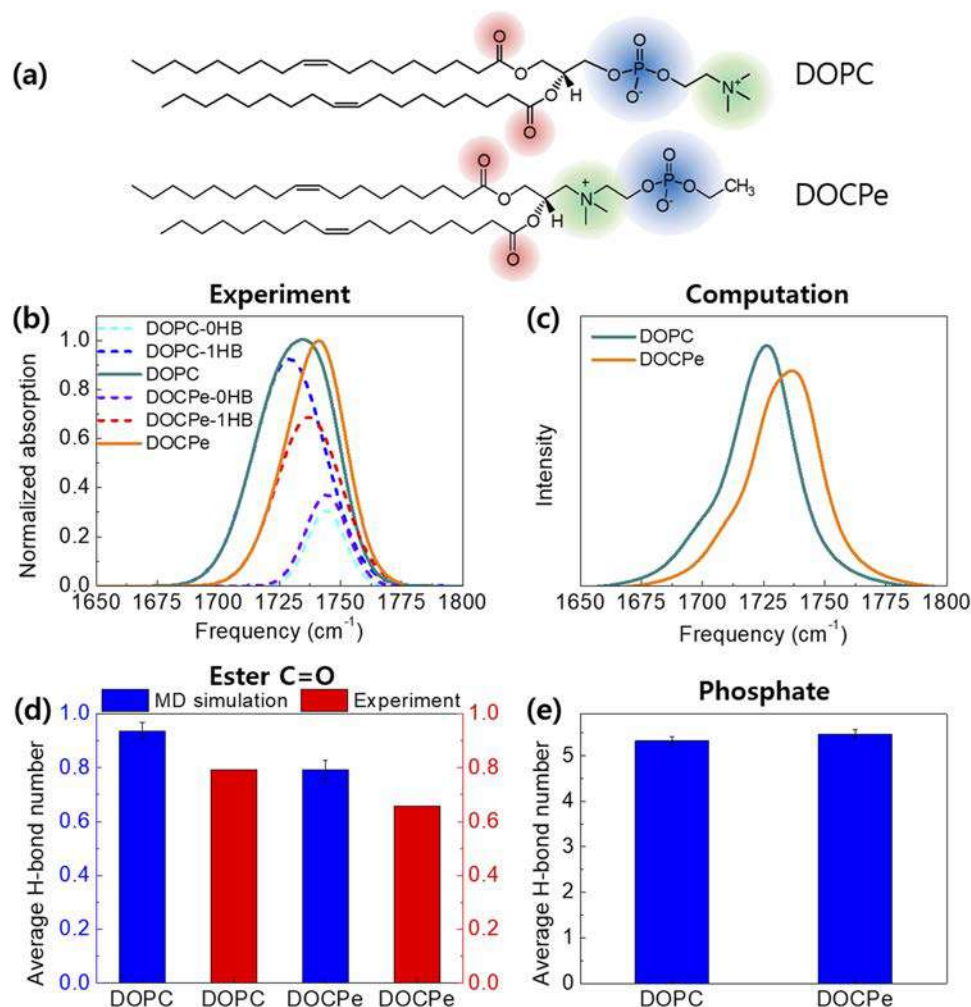 (a)
O
O
O
O
P
O
O⁻
N⁺
H
DOPC
O
O
O
O
N
+
H
O
O
P
O
O⁻
CH₃
DOCPe
Experiment
(b)
1.0
0.8
0.6
0.4
0.2
0.0
Normalized absorption
DOPC-0HB
DOPC-1HB
DOPC
DOCPe-0HB
DOCPe-1HB
DOCPe
1650 1675 1700 1725 1750 1775 1800
Frequency (cm⁻¹)
Computation
(c)
Intensity
DOPC
DOCPe
1650 1675 1700 1725 1750 1775 1800
Frequency (cm⁻¹)
Ester C=O
MD simulation Experiment
(d)
1.0
0.8
0.6
0.4
0.2
0.0
Average H-bond number
1.0
0.8
0.6
0.4
0.2
0.0
Average H-bond number
DOPC DOPC DOCPe DOCPe
Phosphate
(e)
5
4
3
2
1
0
Average H-bond number
DOPC DOCPe